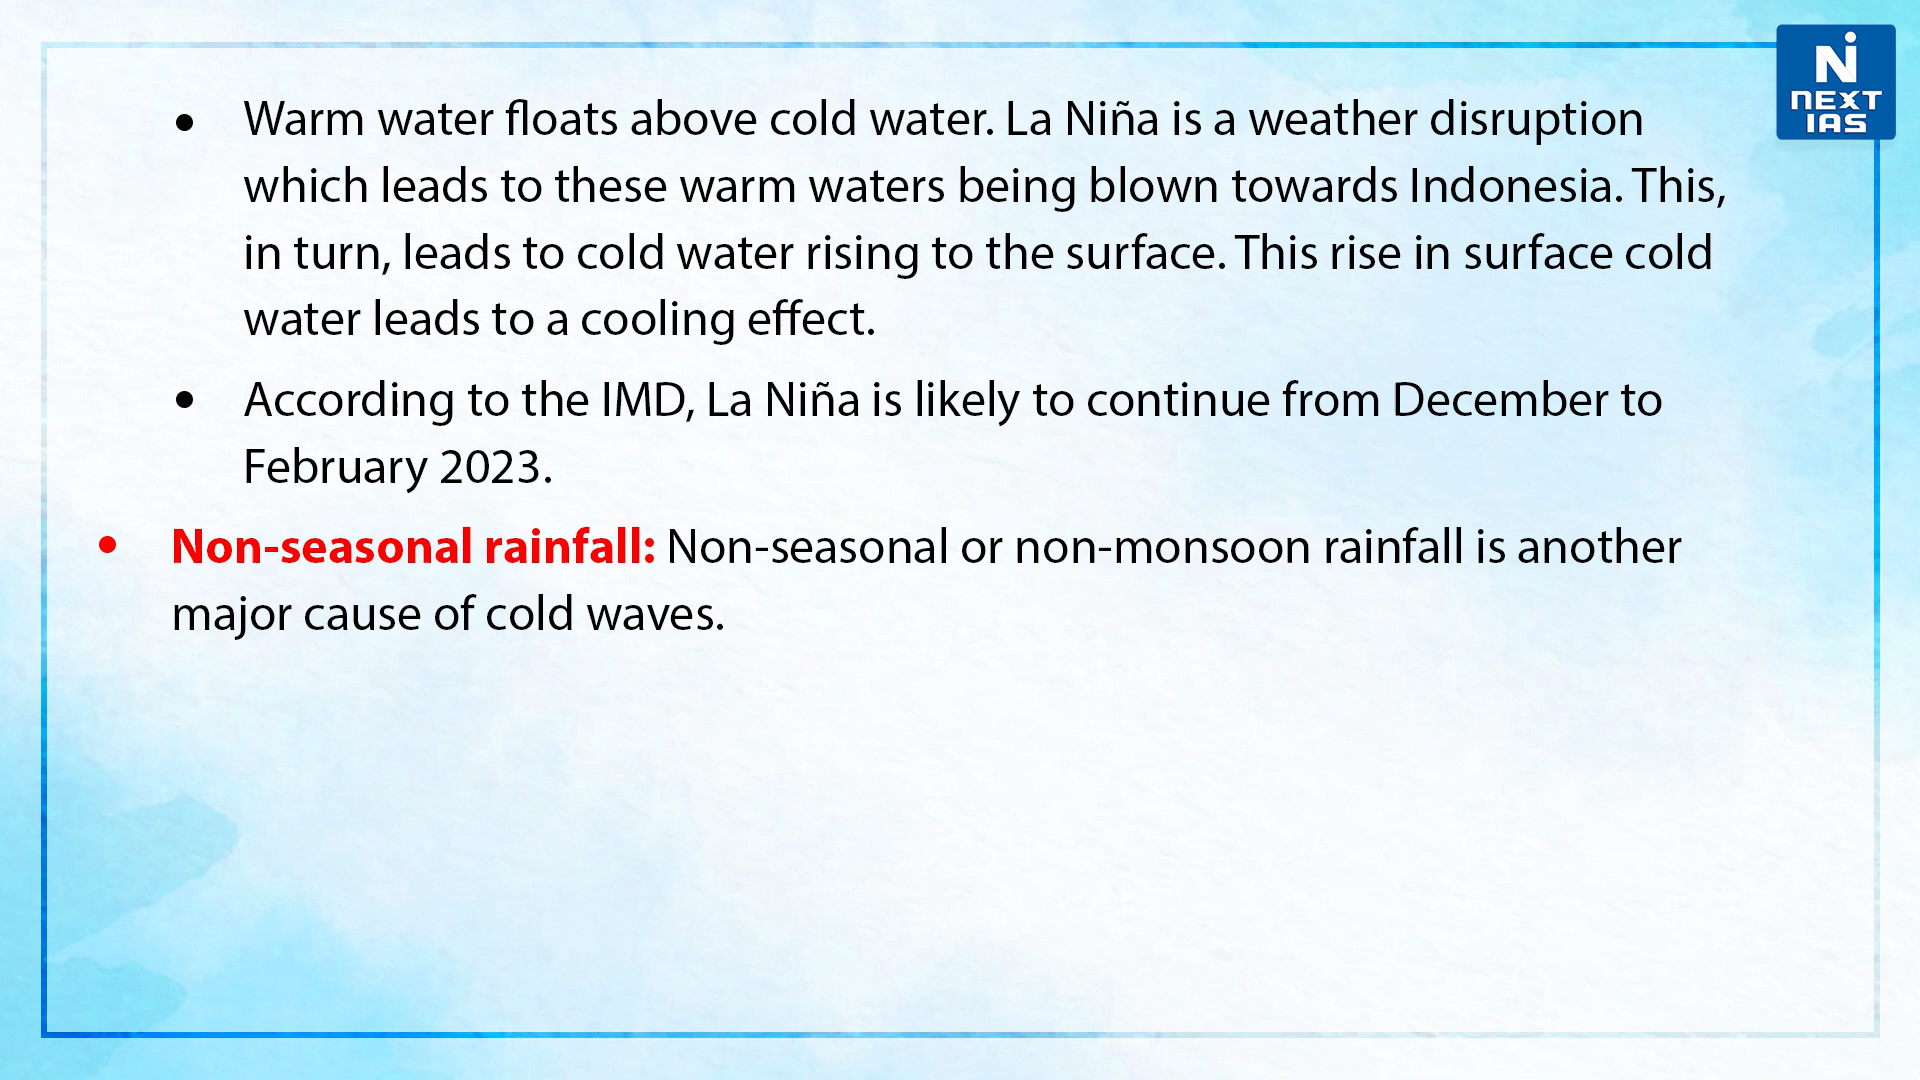 NEXT
IAS
• Warm water floats above cold water. La Niña is a weather disruption
which leads to these warm waters being blown towards Indonesia. This,
in turn, leads to cold water rising to the surface. This rise in surface cold
water leads to a cooling effect.
• According to the IMD, La Niña is likely to continue from December to
February 2023.
• Non-seasonal rainfall: Non-seasonal or non-monsoon rainfall is another
major cause of cold waves.